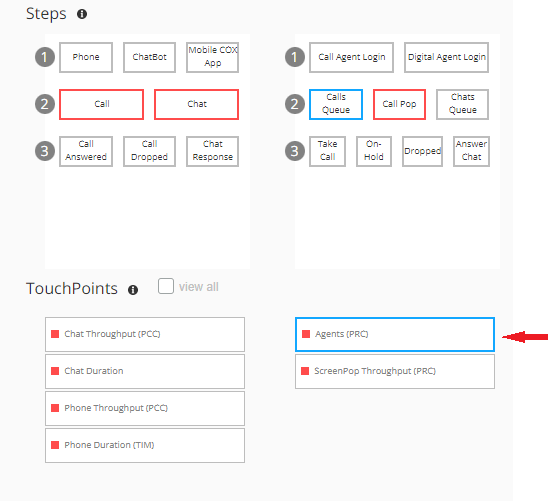 Steps
1 Phone ChatBot Mobile COX App
2 Call Chat
3 Call Answered Call Dropped Chat Response
1 Call Agent Login Digital Agent Login
2 Calls Queue Call Pop Chats Queue
3 Take Call On-Hold Dropped Answer Chat
TouchPoints view all
Chat Throughput (PCC)
Chat Duration
Phone Throughput (PCC)
Phone Duration (TIM)
Agents (PRC)
ScreenPop Throughput (PRC)